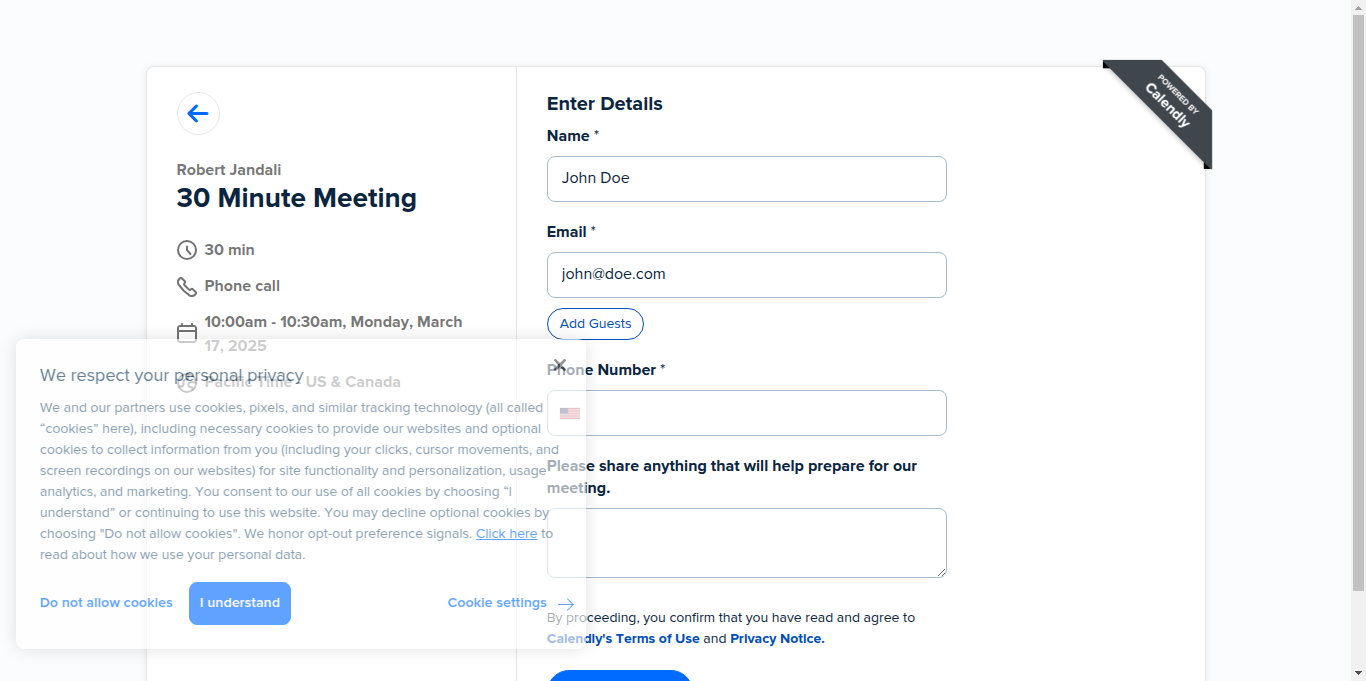 POWERED BY
Calendly
Robert Jandali
30 Minute Meeting
30 min
Phone call
10:00am - 10:30am, Monday, March
17, 2025
Pacific Time - US & Canada
Enter Details
Name *
John Doe
Email *
john@doe.com
Add Guests
Phone Number *
Please share anything that will help prepare for our
meeting.
By proceeding, you confirm that you have read and agree to
Calendly's Terms of Use and Privacy Notice.
We respect your personal privacy
We and our partners use cookies, pixels, and similar tracking technology (all called
“cookies” here), including necessary cookies to provide our websites and optional
cookies to collect information from you (including your clicks, cursor movements, and
screen recordings on our websites) for site functionality and personalization, usage
analytics, and marketing. You consent to our use of all cookies by choosing “I
understand” or continuing to use this website. You may decline optional cookies by
choosing "Do not allow cookies". We honor opt-out preference signals. Click here to
read about how we use your personal data.
Do not allow cookies
I understand
Cookie settings